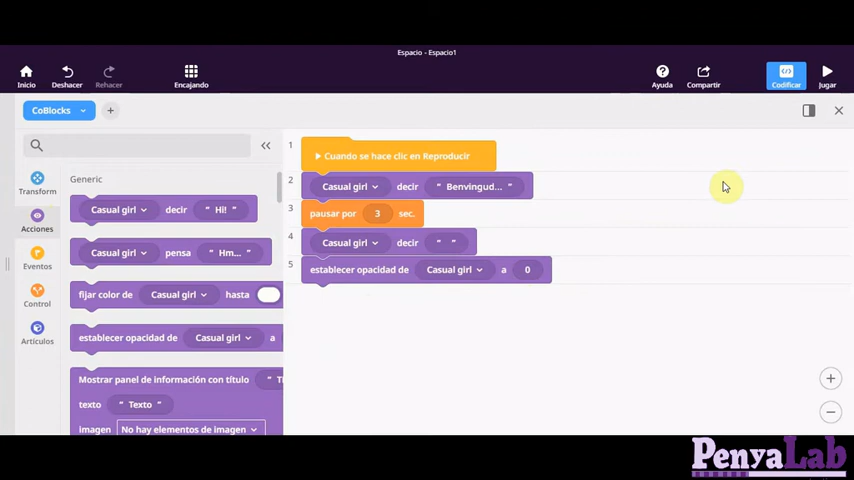 Espacio - Espacio1
Inicio
Deshacer
Rehacer
Encajando
Ayuda
Compartir
Codificar
Jugar
CoBlocks
Transform
Acciones
Eventos
Control
Artículos
Generic
Casual girl decir “ Hi! ”
Casual girl pensa “ Hm... ”
fijar color de Casual girl hasta
establecer opacidad de Casual girl a
Mostrar panel de información con título “
texto “ Texto ”
imagen No hay elementos de imagen
1 Cuando se hace clic en Reproducir
2 Casual girl decir “ Benvingud... ”
3 pausar por 3 sec.
4 Casual girl decir “ ”
5 establecer opacidad de Casual girl a 0
PenyaLab